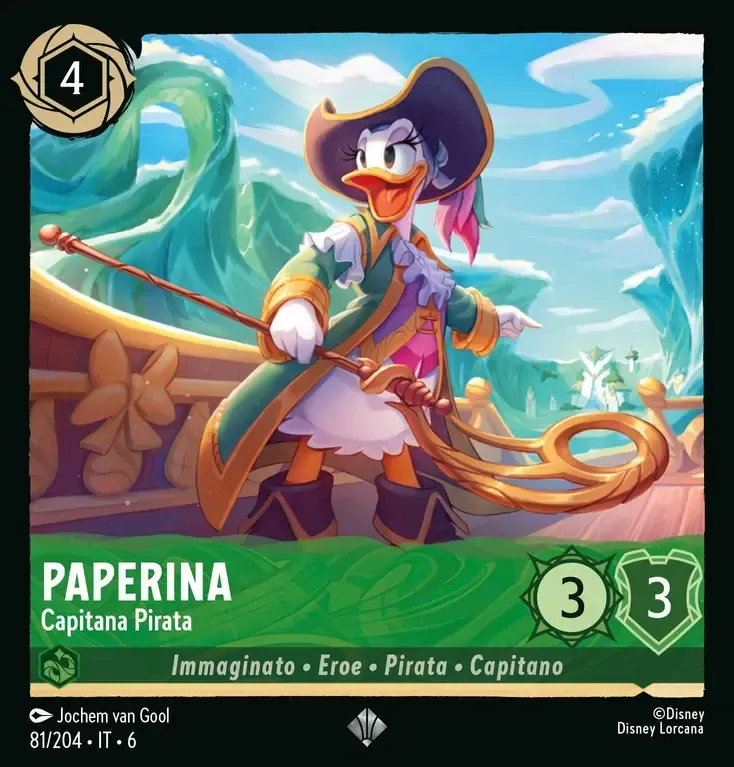 4
PAPERINA
Capitana Pirata
3
3
Immaginato • Eroe • Pirata • Capitano
Jochem van Gool
©Disney
81/204 • IT • 6
Disney Lorcana